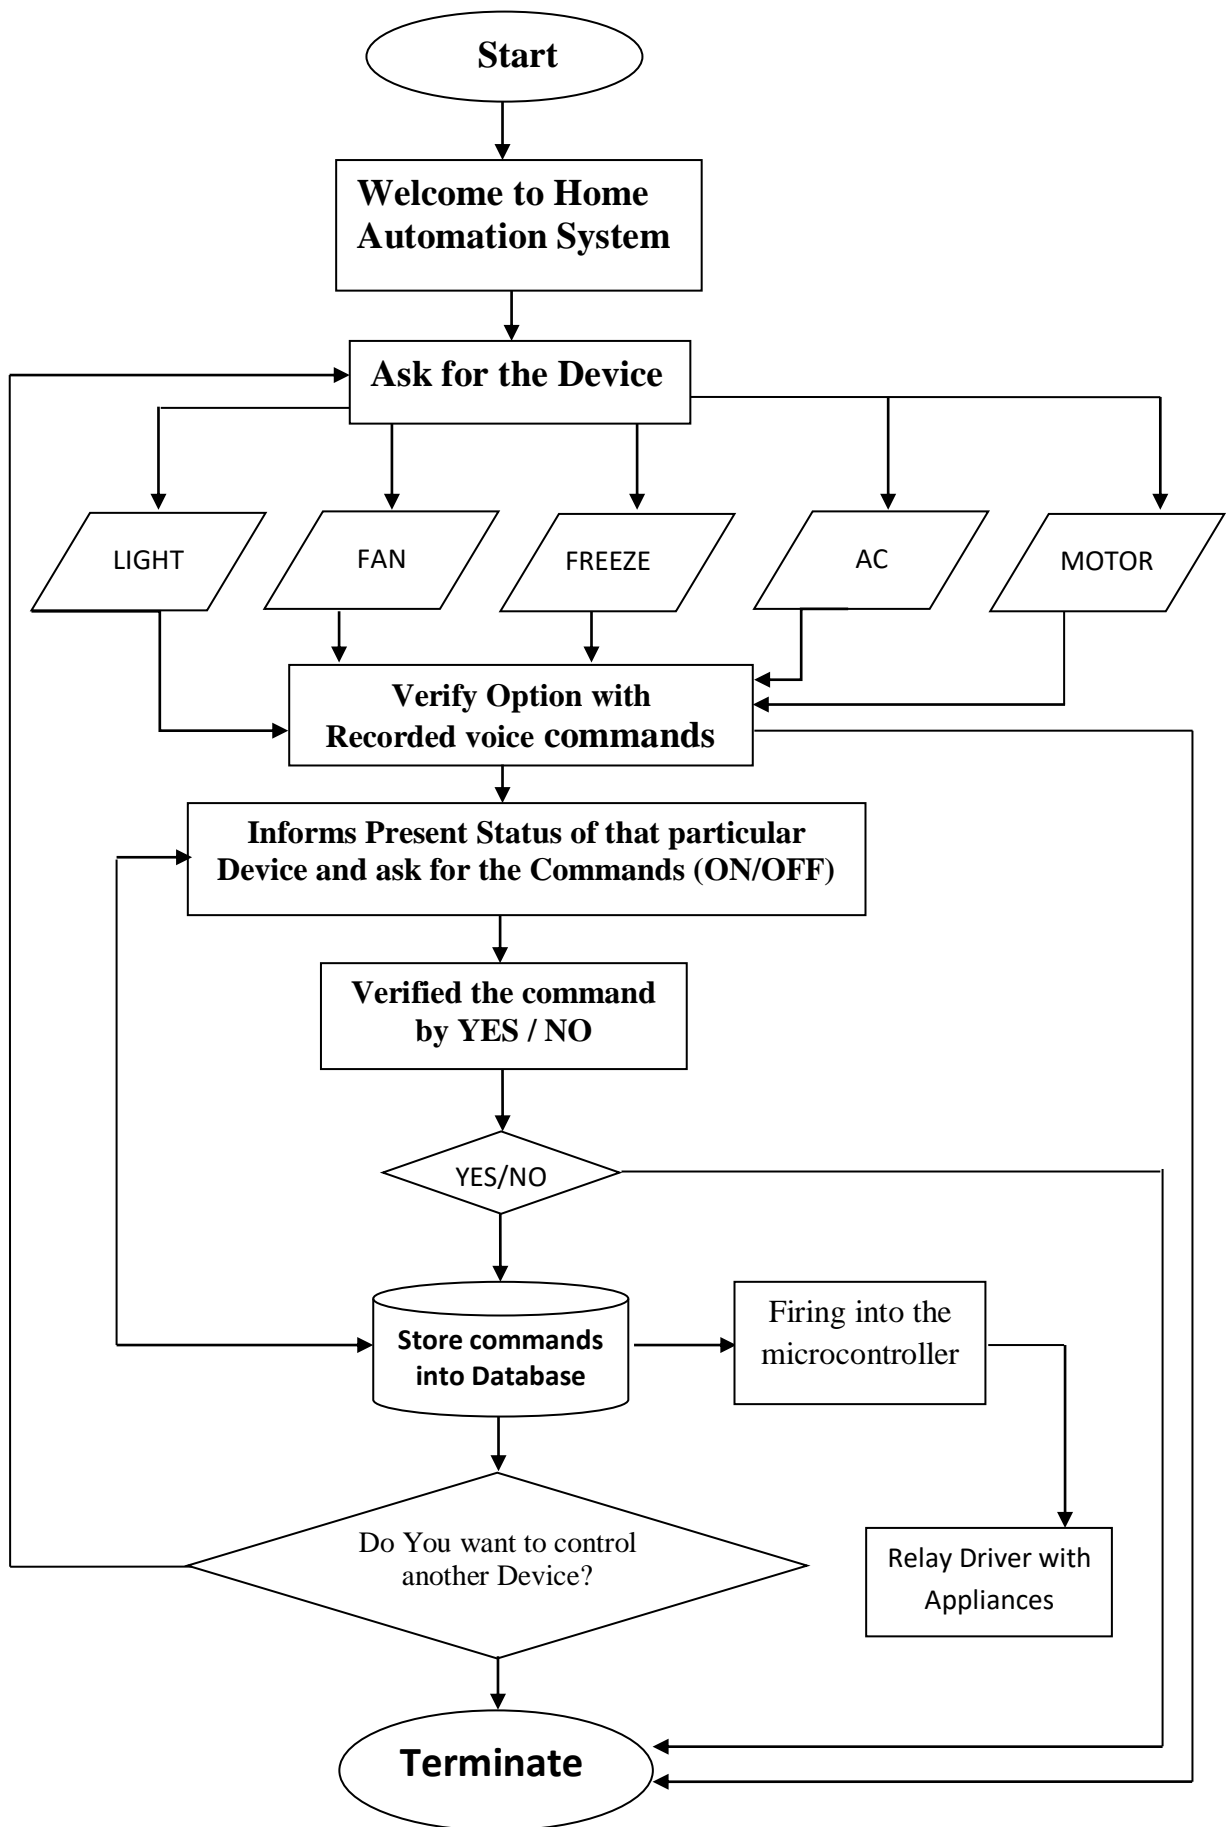 Start
Welcome to Home
Automation System
Ask for the Device
LIGHT
FAN
FREEZE
AC
MOTOR
Verify Option with
Recorded voice commands
Informs Present Status of that particular
Device and ask for the Commands (ON/OFF)
Verified the command
by YES / NO
YES/NO
Store commands
into Database
Firing into the
microcontroller
Do You want to control
another Device?
Relay Driver with
Appliances
Terminate